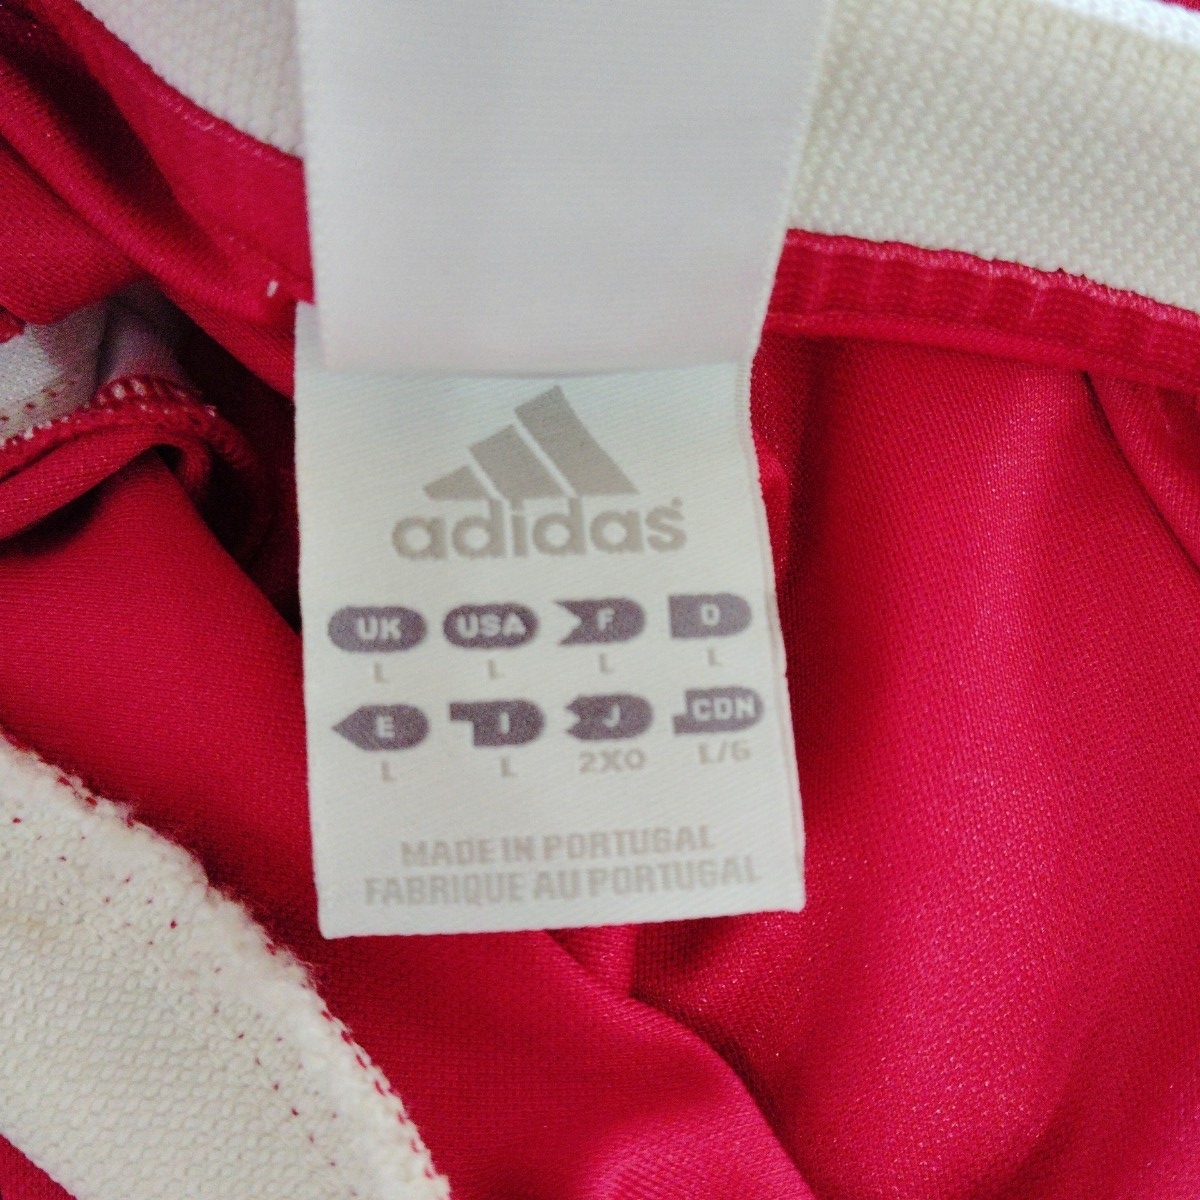 adidas
UK USA F D
L L L L
E I J CDN
L L 2XO L/G
MADE IN PORTUGAL
FABRIQUE AU PORTUGAL